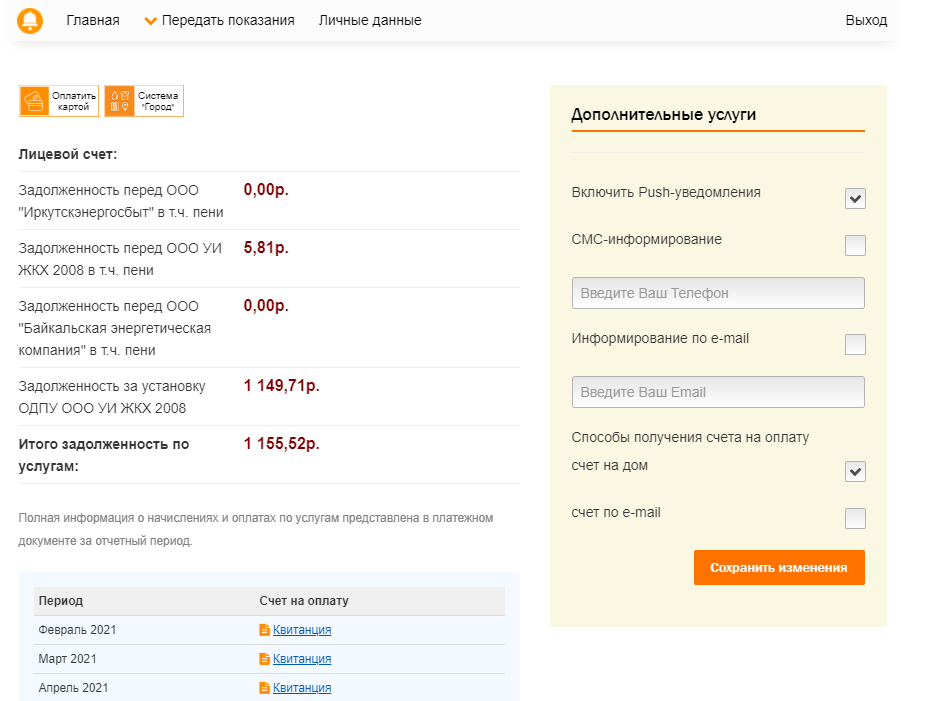 Главная
Передать показания
Личные данные
Выход
Оплатить
картой
Система
"Город"
Лицевой счет:
Задолженность перед ООО
"Иркутскэнергосбыт" в т.ч. пени
0,00р.
Задолженность перед ООО УИ
ЖКХ 2008 в т.ч. пени
5,81р.
Задолженность перед ООО
"Байкальская энергетическая
компания" в т.ч. пени
0,00р.
Задолженность за установку
ОДПУ ООО УИ ЖКХ 2008
1 149,71р.
Итого задолженность по
услугам:
1 155,52р.
Полная информация о начислениях и оплатах по услугам представлена в платежном
документе за отчетный период.
Период Счет на оплату
Февраль 2021 Квитанция
Март 2021 Квитанция
Апрель 2021 Квитанция
Дополнительные услуги
Включить Push-уведомления
СМС-информирование
Введите Ваш Телефон
Информирование по e-mail
Введите Ваш Email
Способы получения счета на оплату
счет на дом
счет по e-mail
Сохранить изменения